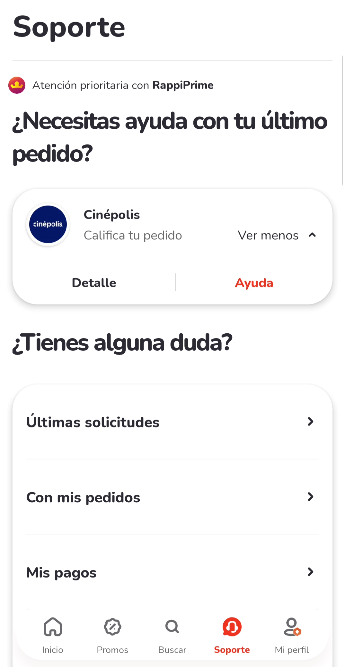 Soporte
Atención prioritaria con RappiPrime
¿Necesitas ayuda con tu último
pedido?
cinépolis
Cinépolis
Califica tu pedido
Ver menos
Detalle
Ayuda
¿Tienes alguna duda?
Últimas solicitudes
Con mis pedidos
Mis pagos
Inicio
Promos
Buscar
Soporte
Mi perfil